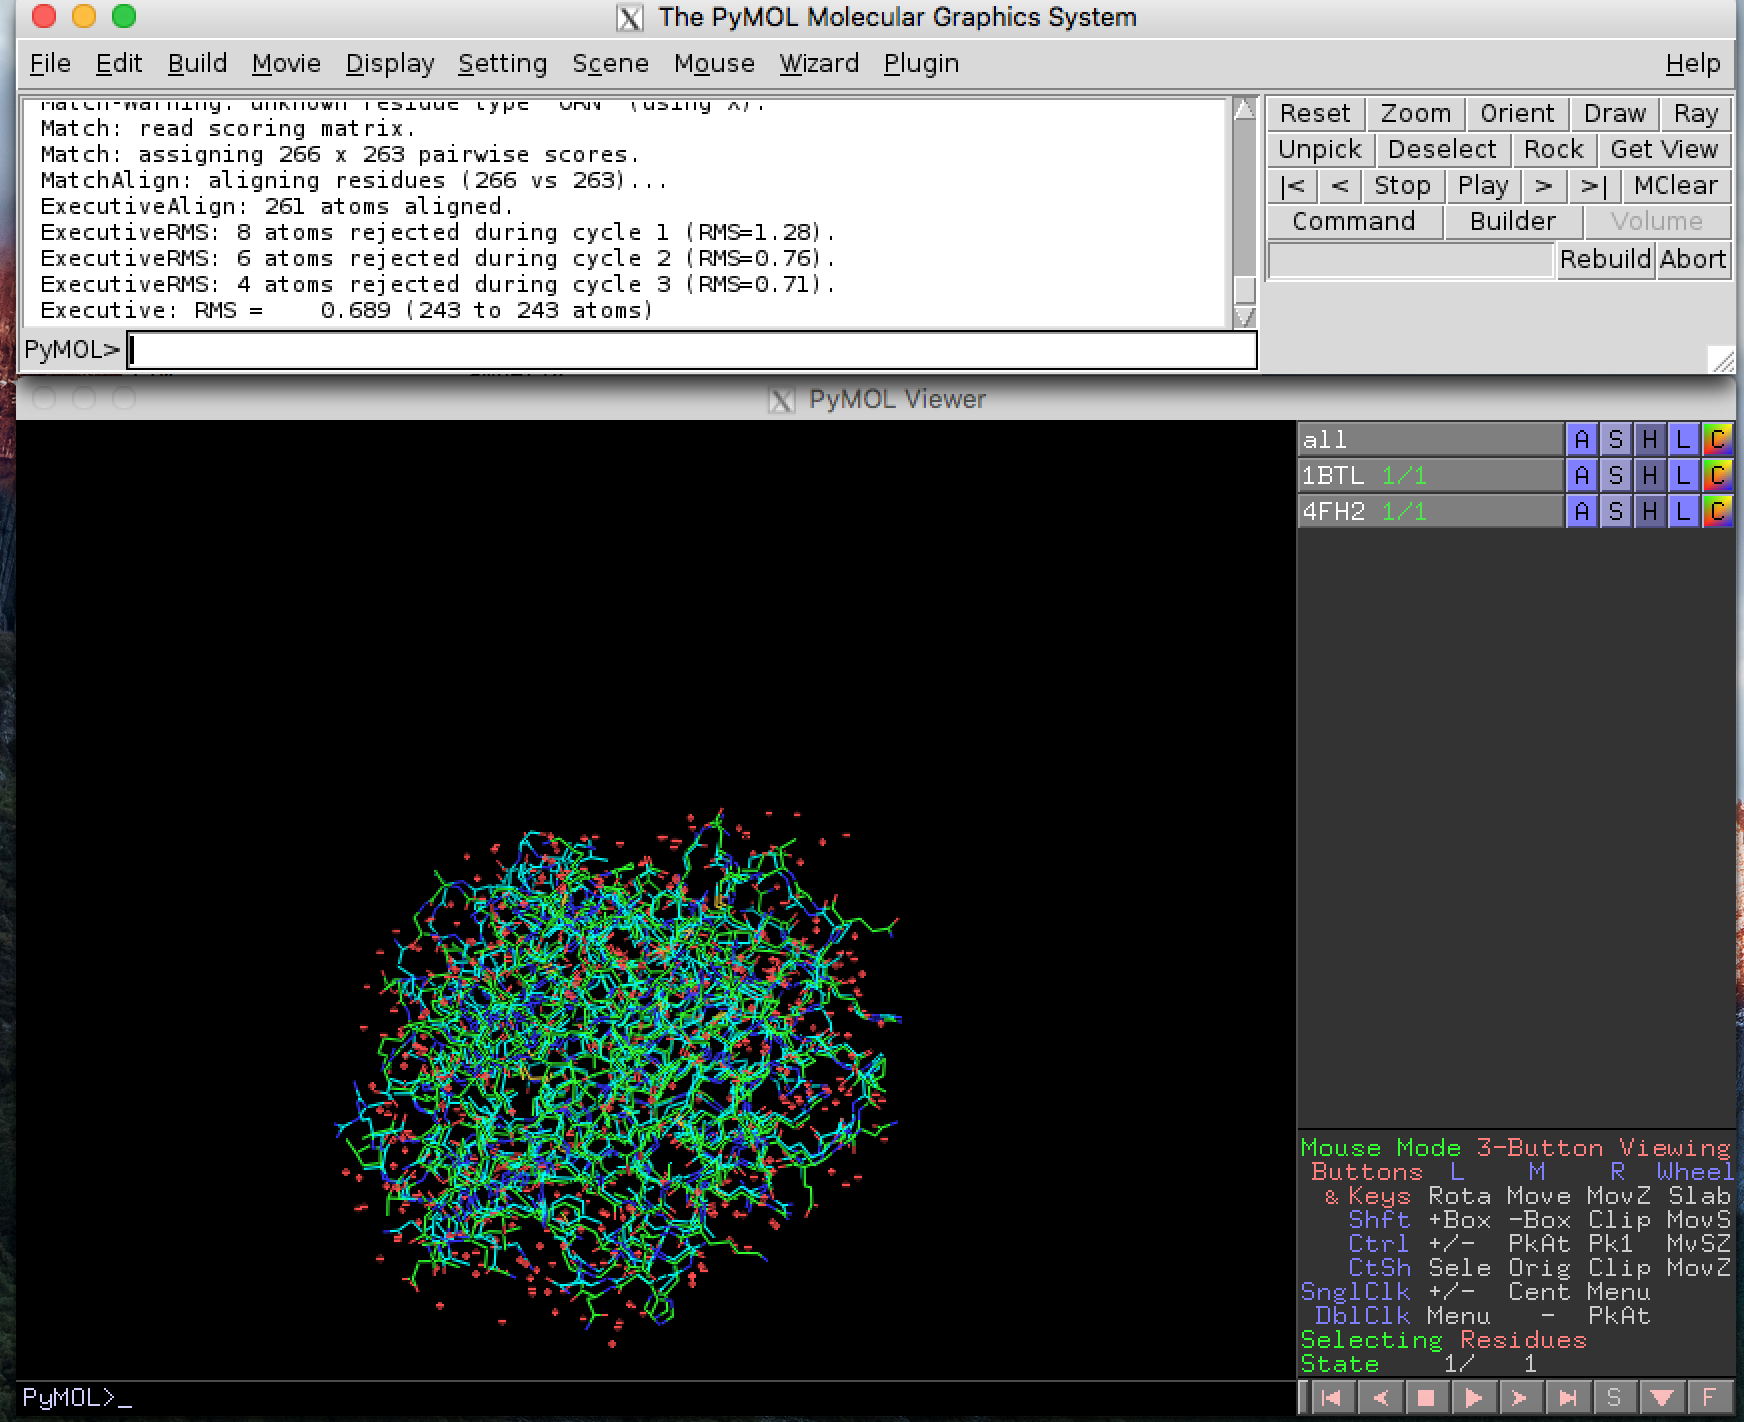 The PyMOL Molecular Graphics System
File Edit Build Movie Display Setting Scene Mouse Wizard Plugin Help
Match-Warning: unknown residue type (using X).
Match: read scoring matrix.
Match: assigning 266 x 263 pairwise scores.
MatchAlign: aligning residues (266 vs 263)...
ExecutiveAlign: 261 atoms aligned.
ExecutiveRMS: 8 atoms rejected during cycle 1 (RMS=1.28).
ExecutiveRMS: 6 atoms rejected during cycle 2 (RMS=0.76).
ExecutiveRMS: 4 atoms rejected during cycle 3 (RMS=0.71).
Executive: RMS = 0.689 (243 to 243 atoms)
PyMOL>
Reset Zoom Orient Draw Ray
Unpick Deselect Rock Get View
|< < Stop Play > >| MClear
Command Builder Volume
Rebuild Abort
X PyMOL Viewer
all A S H L C
1BTL 1/1 A S H L C
4FH2 1/1 A S H L C
Mouse Mode 3-Button Viewing
Buttons L M R Wheel
& Keys Rota Move MovZ Slab
Shft +Box -Box Clip MovS
Ctrl +/- PkAt Pk1 MvSZ
CtSh Sele Orig Clip MovZ
SnglClk +/- Cent Menu
DblClk Menu - PkAt
Selecting Residues
State 1/ 1
PyMOL>_
S F